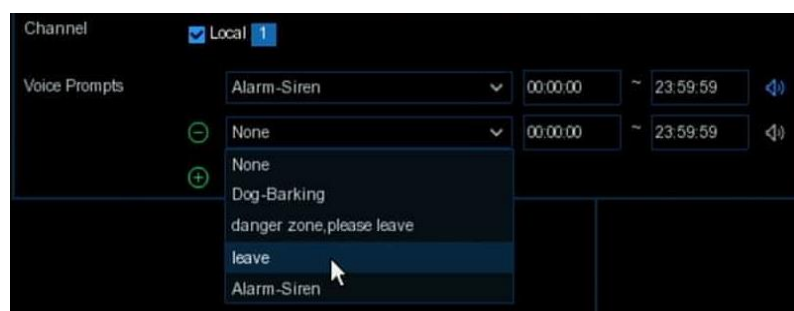 Channel Local 1
Voice Prompts Alarm-Siren 00:00:00 ~ 23:59:59
None 00:00:00 ~ 23:59:59
None
Dog-Barking
danger zone,please leave
leave
Alarm-Siren